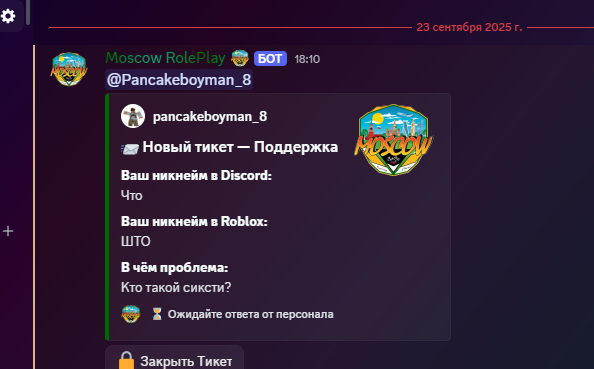 23 сентября 2025 г.
Moscow RolePlay БОТ 18:10
@Pancakeboyman_8
pancakeboyman_8
Новый тикет — Поддержка
MOSCOW
Ваш никнейм в Discord:
Что
Ваш никнейм в Roblox:
ШТО
В чём проблема:
Кто такой сиксти?
Ожидайте ответа от персонала
Закрыть Тикет